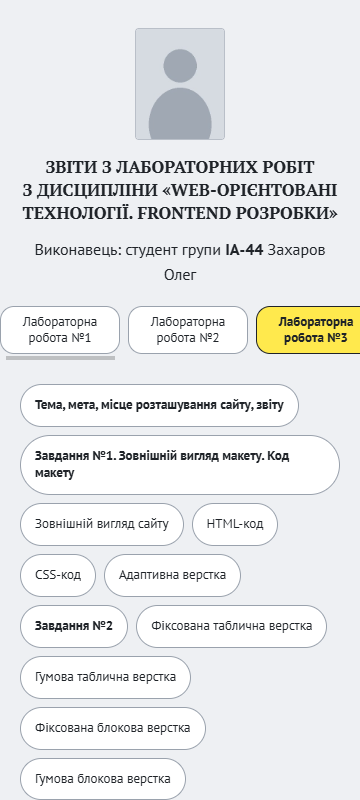 ЗВІТИ З ЛАБОРАТОРНИХ РОБІТ
З ДИСЦИПЛІНИ «WEB-ОРІЄНТОВАНІ
ТЕХНОЛОГІЇ. FRONTEND РОЗРОБКИ»
Виконавець: студент групи ІА-44 Захаров
Олег
Лабораторна
робота №1
Лабораторна
робота №2
Лабораторна
робота №3
Тема, мета, місце розташування сайту, звіту
Завдання №1. Зовнішній вигляд макету. Код
макету
Зовнішній вигляд сайту
HTML-код
CSS-код
Адаптивна верстка
Завдання №2
Фіксована таблична верстка
Гумова таблична верстка
Фіксована блокова верстка
Гумова блокова верстка